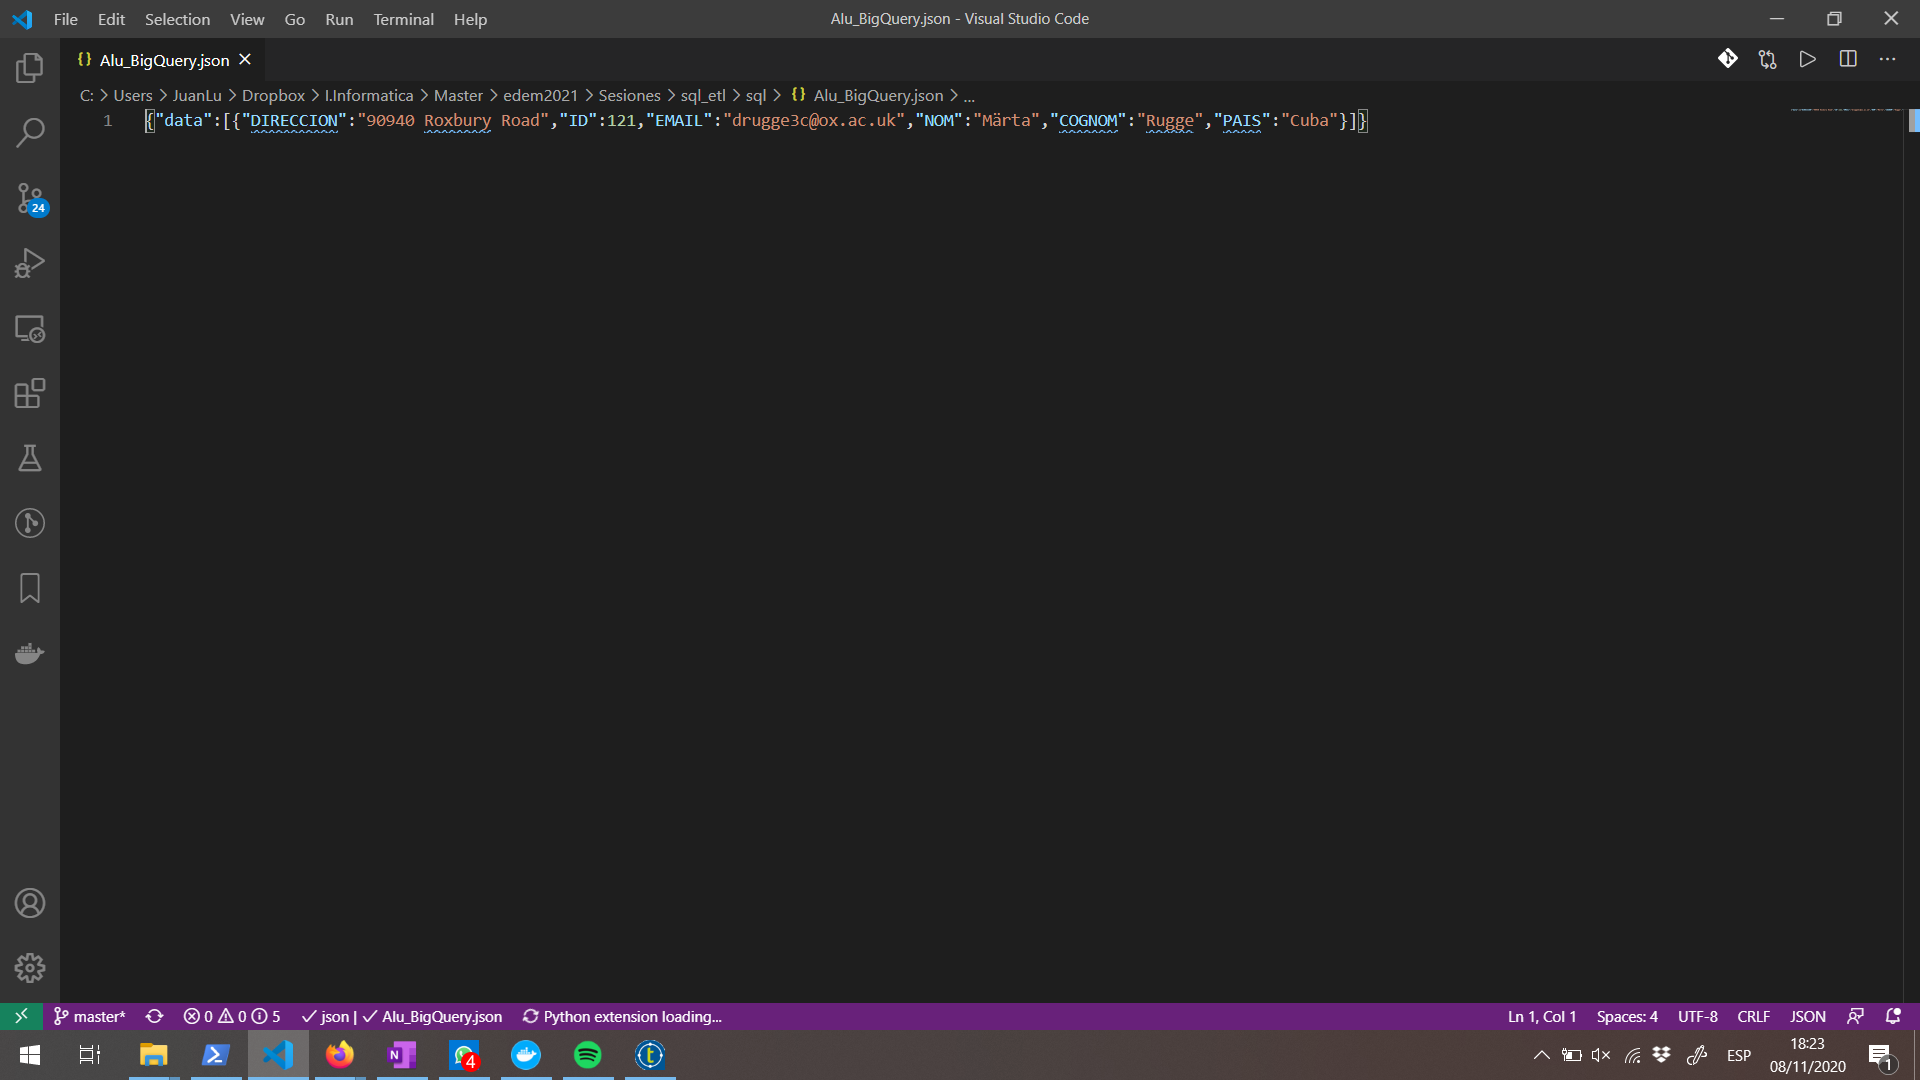 File Edit Selection View Go Run Terminal Help
Alu_BigQuery.json - Visual Studio Code
{} Alu_BigQuery.json
C: > Users > JuanLu > Dropbox > I.Informatica > Master > edem2021 > Sesiones > sql_etl > sql > {} Alu_BigQuery.json > ...
1 {"data":[{"DIRECCION":"90940 Roxbury Road","ID":121,"EMAIL":"drugge3c@ox.ac.uk","NOM":"Märta","COGNOM":"Rugge","PAIS":"Cuba"}]}
24
master* 0 0 5 json | Alu_BigQuery.json Python extension loading... Ln 1, Col 1 Spaces: 4 UTF-8 CRLF JSON
N 4 t ESP 18:23 1
08/11/2020